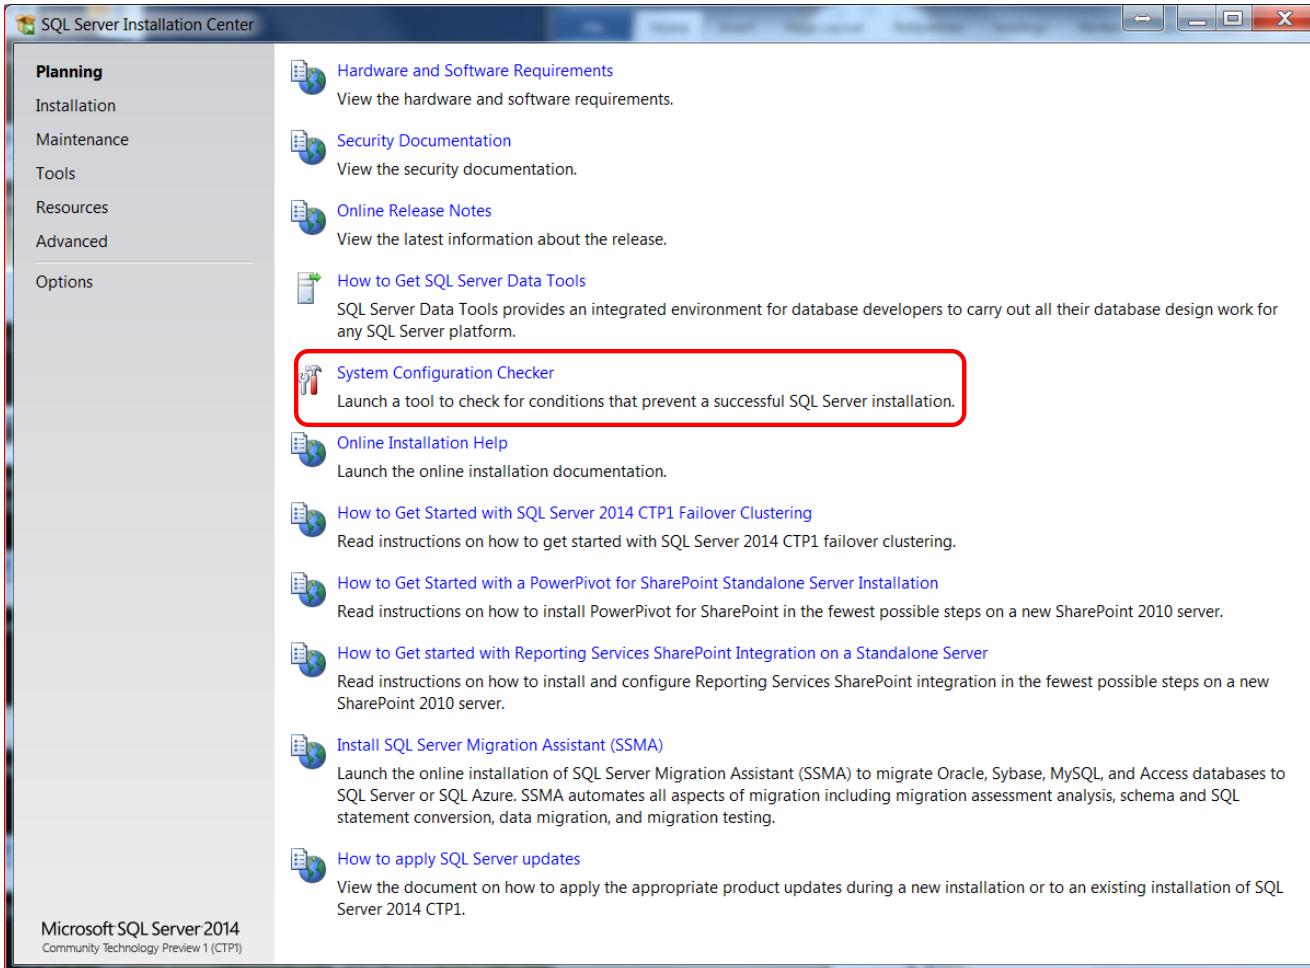 SQL Server Installation Center
Planning
Installation
Maintenance
Tools
Resources
Advanced
Options
Hardware and Software Requirements
View the hardware and software requirements.
Security Documentation
View the security documentation.
Online Release Notes
View the latest information about the release.
How to Get SQL Server Data Tools
SQL Server Data Tools provides an integrated environment for database developers to carry out all their database design work for
any SQL Server platform.
System Configuration Checker
Launch a tool to check for conditions that prevent a successful SQL Server installation.
Online Installation Help
Launch the online installation documentation.
How to Get Started with SQL Server 2014 CTP1 Failover Clustering
Read instructions on how to get started with SQL Server 2014 CTP1 failover clustering.
How to Get Started with a PowerPivot for SharePoint Standalone Server Installation
Read instructions on how to install PowerPivot for SharePoint in the fewest possible steps on a new SharePoint 2010 server.
How to Get started with Reporting Services SharePoint Integration on a Standalone Server
Read instructions on how to install and configure Reporting Services SharePoint integration in the fewest possible steps on a new
SharePoint 2010 server.
Install SQL Server Migration Assistant (SSMA)
Launch the online installation of SQL Server Migration Assistant (SSMA) to migrate Oracle, Sybase, MySQL, and Access databases to
SQL Server or SQL Azure. SSMA automates all aspects of migration including migration assessment analysis, schema and SQL
statement conversion, data migration, and migration testing.
How to apply SQL Server updates
View the document on how to apply the appropriate product updates during a new installation or to an existing installation of SQL
Server 2014 CTP1.
Microsoft SQL Server 2014
Community Technology Preview 1 (CTP1)